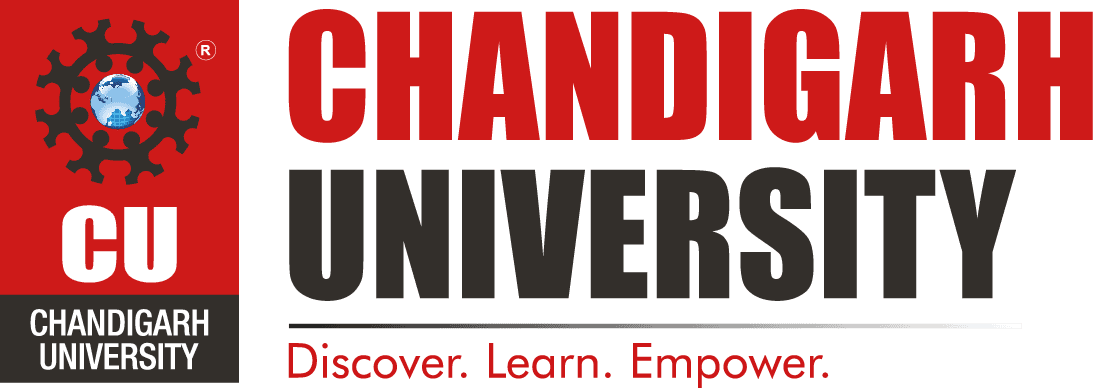 ®
CU
CHANDIGARH
UNIVERSITY
CHANDIGARH
UNIVERSITY
Discover. Learn. Empower.